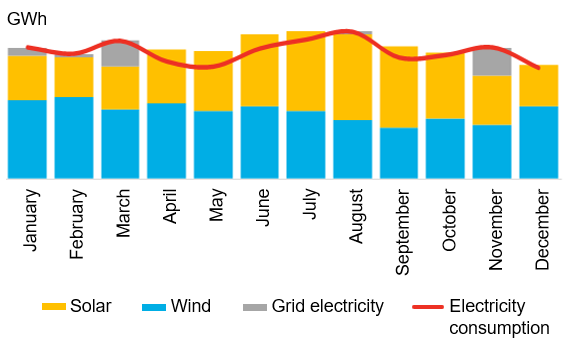 GWh
January
February
March
April
May
June
July
August
September
October
November
December
Solar
Wind
Grid electricity
Electricity
consumption